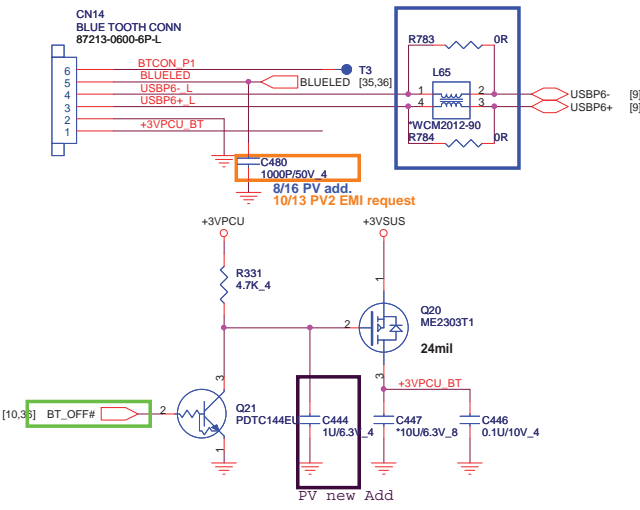 CN14
BLUE TOOTH CONN
87213-0600-6P-L
6 BTCON_P1 T3
5 BLUELED BLUELED [35,36]
4 USBP6-_L
3 USBP6+_L
2
1 +3VPCU_BT
R783 0R
L65
1 2 USBP6- [9]
4 3 USBP6+ [9]
*WCM2012-90
R784 0R
C480
1000P/50V_4
8/16 PV add.
10/13 PV2 EMI request
+3VPCU +3VSUS
R331
4.7K_4
1
Q20
ME2303T1
2
24mil
3 3
+3VPCU_BT
[10,36] BT_OFF# 2
Q21
PDTC144EU
1
C444
1U/6.3V_4
C447
*10U/6.3V_8
C446
0.1U/10V_4
PV new Add